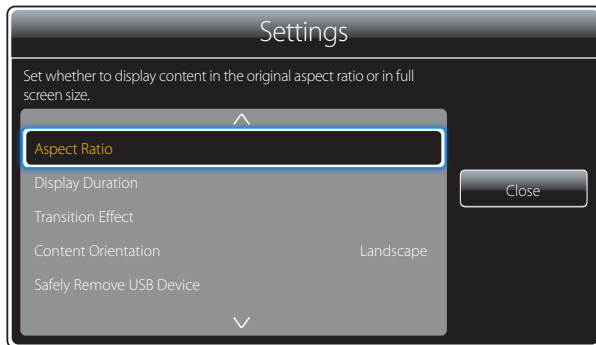 Settings
Set whether to display content in the original aspect ratio or in full
screen size.
Aspect Ratio
Display Duration
Close
Transition Effect
Content Orientation Landscape
Safely Remove USB Device